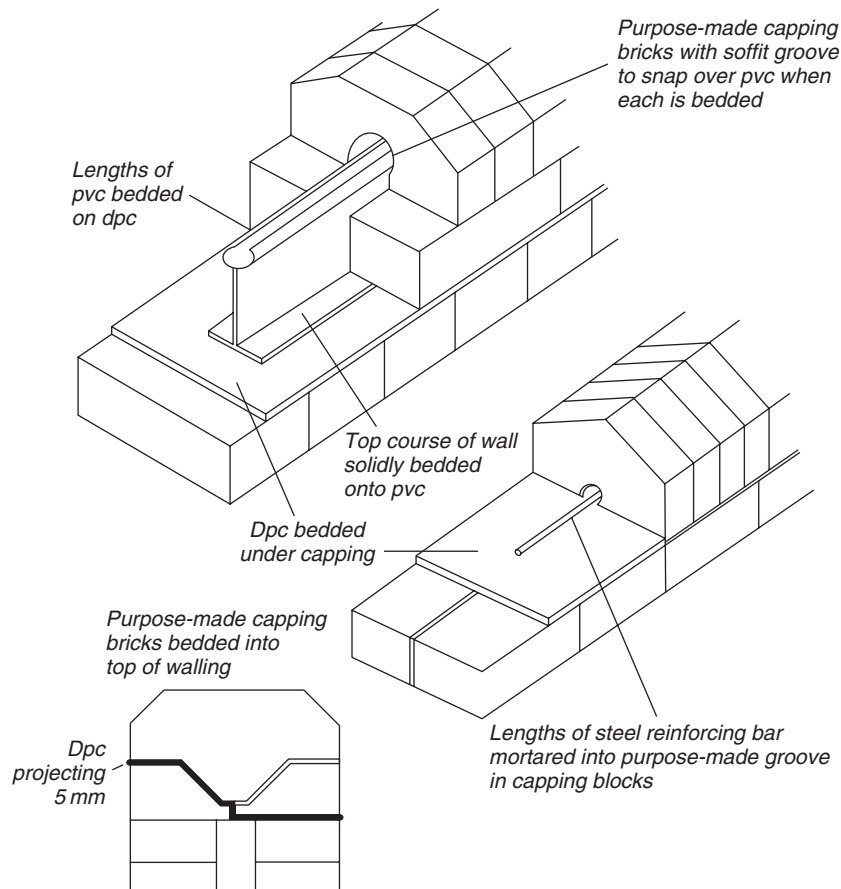 Purpose-made capping
bricks with soffit groove
to snap over pvc when
each is bedded
Lengths of
pvc bedded
on dpc
Top course of wall
solidly bedded
onto pvc
Dpc bedded
under capping
Purpose-made capping
bricks bedded into
top of walling
Dpc
projecting
5 mm
Lengths of steel reinforcing bar
mortared into purpose-made groove
in capping blocks